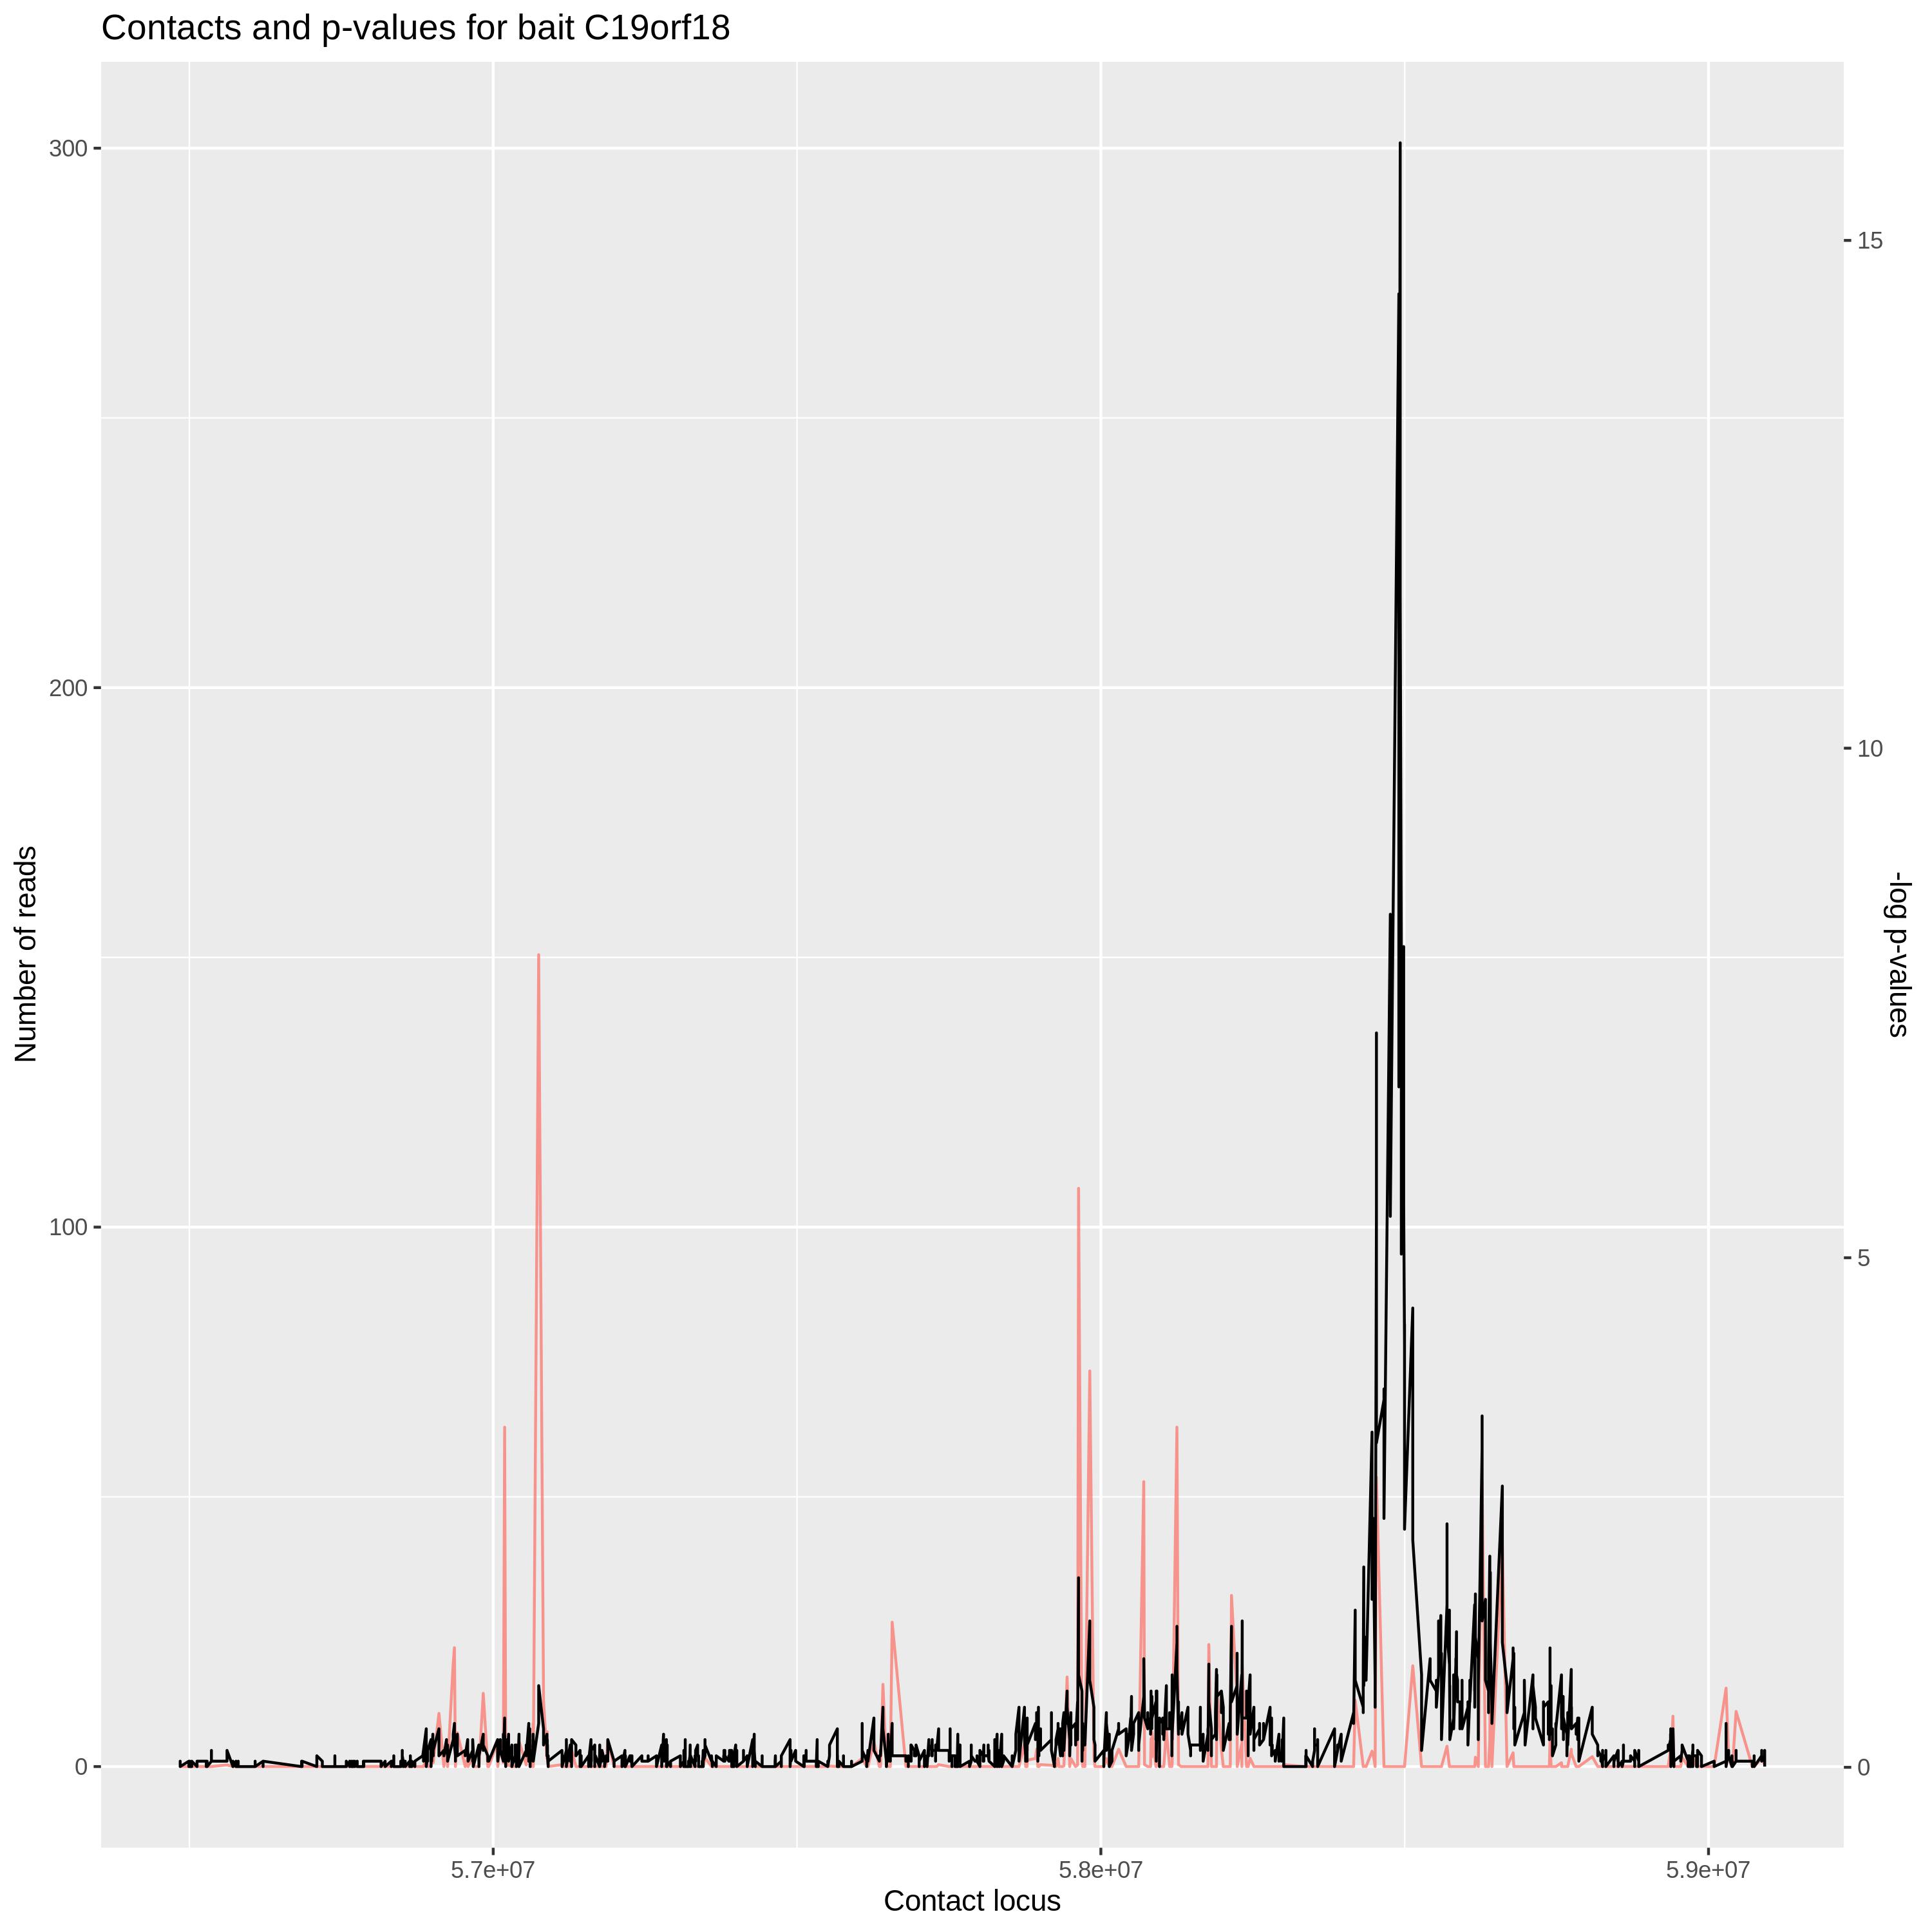 Contacts and p-values for bait C19orf18
300
200
100
0
15
10
5
0
Number of reads
-log p-values
5.7e+07
5.8e+07
5.9e+07
Contact locus